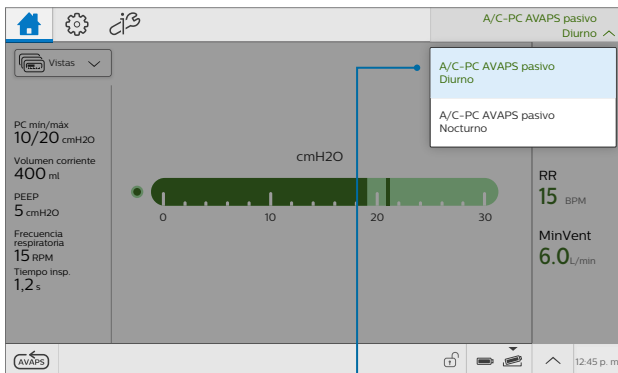 A/C-PC AVAPS pasivo
Diurno
Vistas
A/C-PC AVAPS pasivo
Diurno
A/C-PC AVAPS pasivo
Nocturno
PC mín/máx
10/20 cmH2O
Volumen corriente
400 ml
PEEP
5 cmH2O
Frecuencia
respiratoria
15 RPM
Tiempo insp.
1,2 s
cmH2O
0 10 20 30
RR
15 BPM
MinVent
6.0 L/min
AVAPS
12:45 p. m